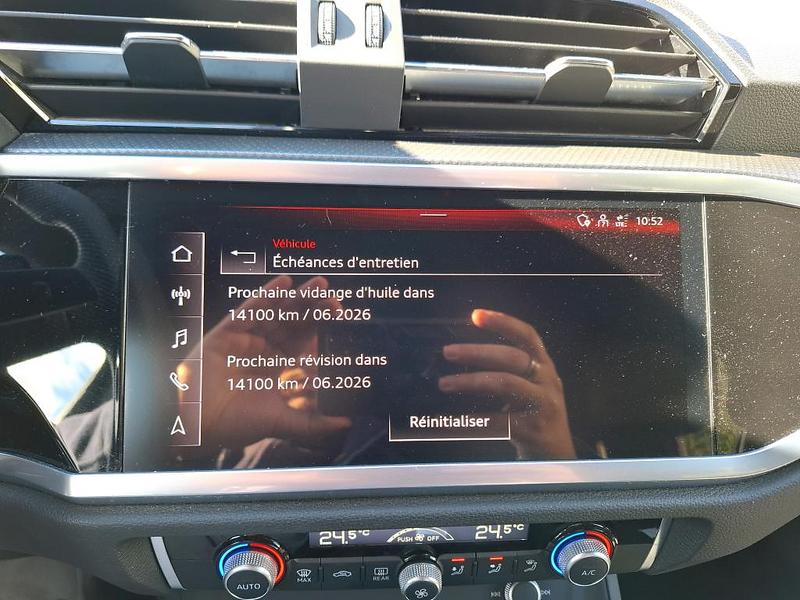 10:52
Véhicule
Échéances d'entretien
Prochaine vidange d'huile dans
14100 km / 06.2026
Prochaine révision dans
14100 km / 06.2026
Réinitialiser
24.5°C
PUSH OFF
24.5°C
AUTO
MAX
REAR
A/C